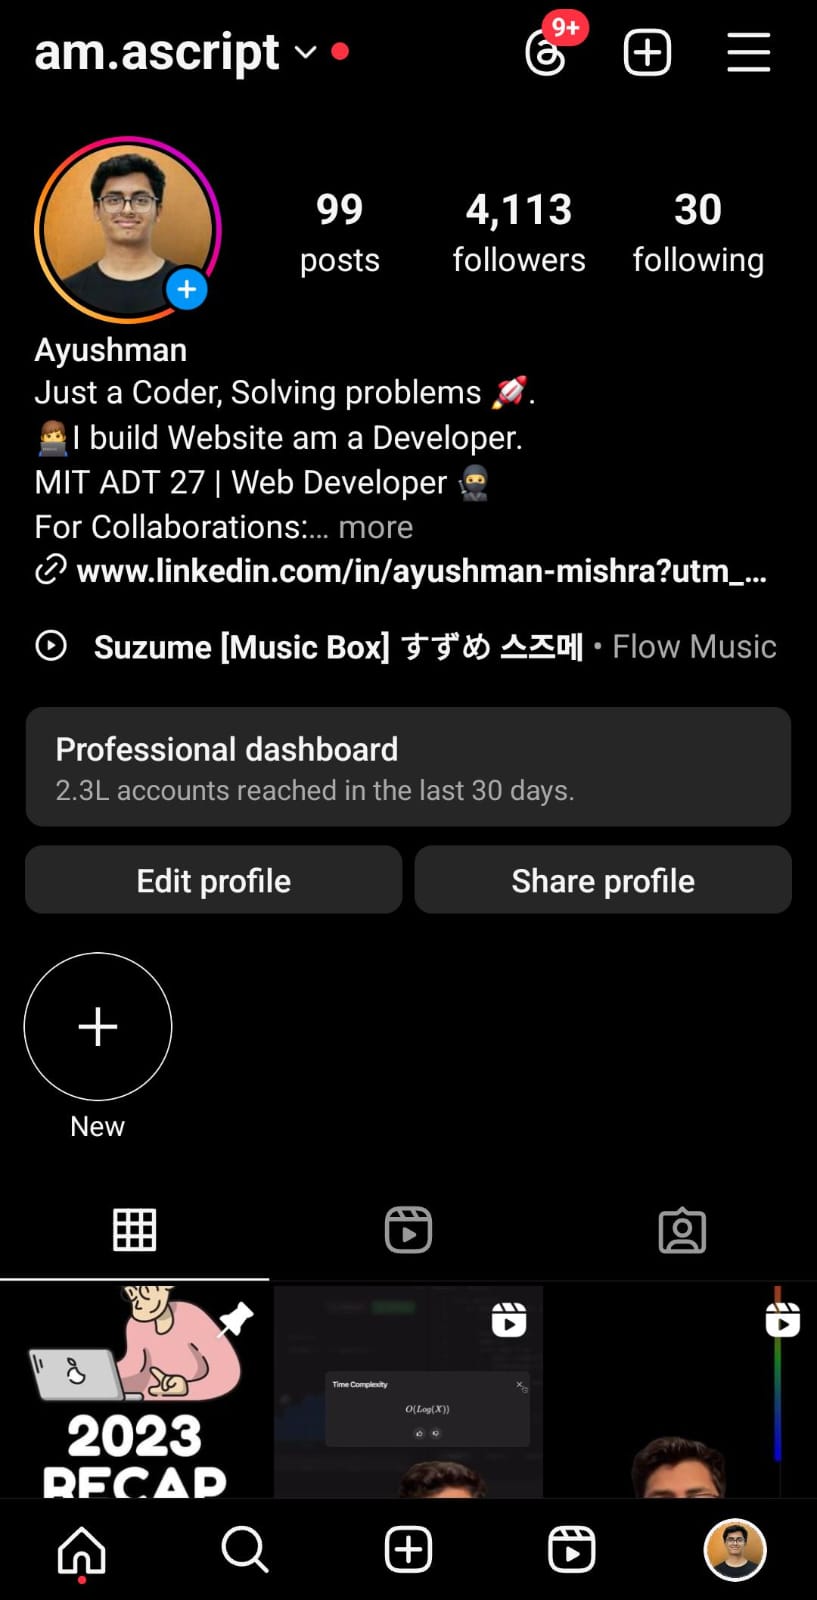 am.ascript
9+
99
posts
4,113
followers
30
following
Ayushman
Just a Coder, Solving problems 🚀.
🧑‍💻I build Website am a Developer.
MIT ADT 27 | Web Developer 🥷
For Collaborations:... more
www.linkedin.com/in/ayushman-mishra?utm_...
Suzume [Music Box] すずめ 스즈메 • Flow Music
Professional dashboard
2.3L accounts reached in the last 30 days.
Edit profile
Share profile
New
2023
RECAP
Time Complexity
O(Log(X))